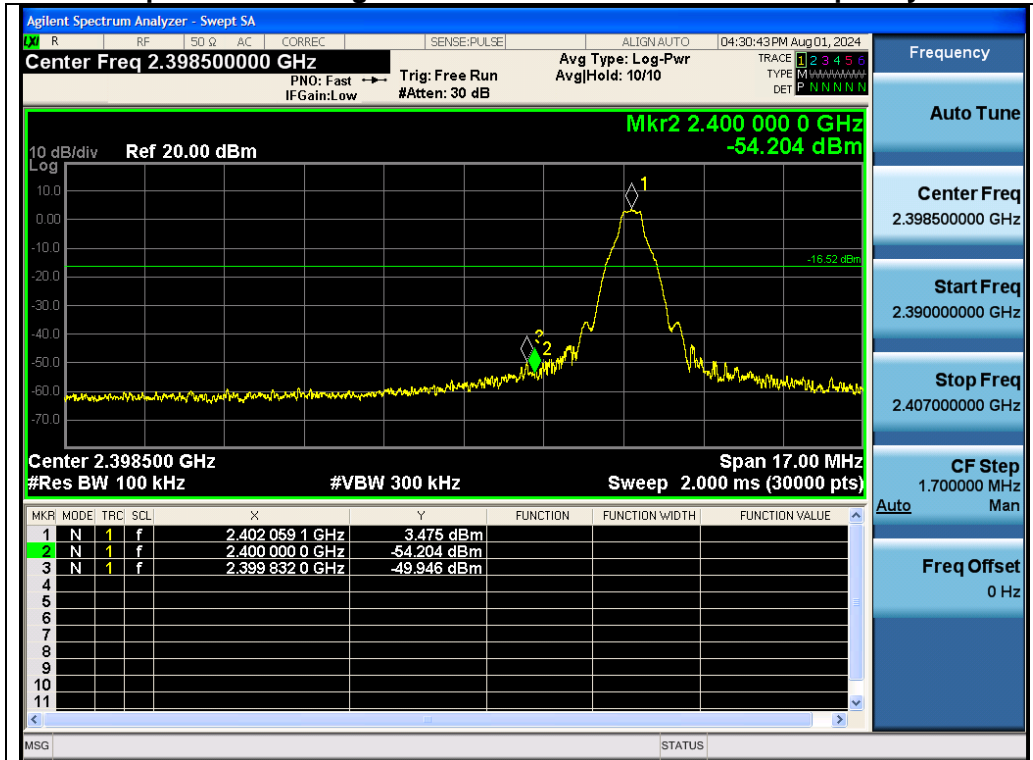 Agilent Spectrum Analyzer - Swept SA
LXI R RF 50 Ω AC CORREC SENSE:PULSE ALIGN AUTO 04:30:43 PM Aug 01, 2024
Center Freq 2.398500000 GHz
PNO: Fast
IFGain:Low
Trig: Free Run
#Atten: 30 dB
Avg Type: Log-Pwr
Avg|Hold: 10/10
TRACE 1 2 3 4 5 6
TYPE M WWWWW
DET P N N N N N
Mkr2 2.400 000 0 GHz
-54.204 dBm
10 dB/div Ref 20.00 dBm
Log
10.0
0.00
-10.0
-20.0
-30.0
-40.0
-50.0
-60.0
-70.0
1
-16.52 dBm
2
Center 2.398500 GHz Span 17.00 MHz
#Res BW 100 kHz #VBW 300 kHz Sweep 2.000 ms (30000 pts)
MKR MODE TRC SCL X Y FUNCTION FUNCTION WIDTH FUNCTION VALUE
1 N 1 f 2.402 059 1 GHz 3.475 dBm
2 N 1 f 2.400 000 0 GHz -54.204 dBm
3 N 1 f 2.399 832 0 GHz -49.946 dBm
4
5
6
7
8
9
10
11
MSG STATUS
Frequency
Auto Tune
Center Freq
2.398500000 GHz
Start Freq
2.390000000 GHz
Stop Freq
2.407000000 GHz
CF Step
1.700000 MHz
Auto Man
Freq Offset
0 Hz